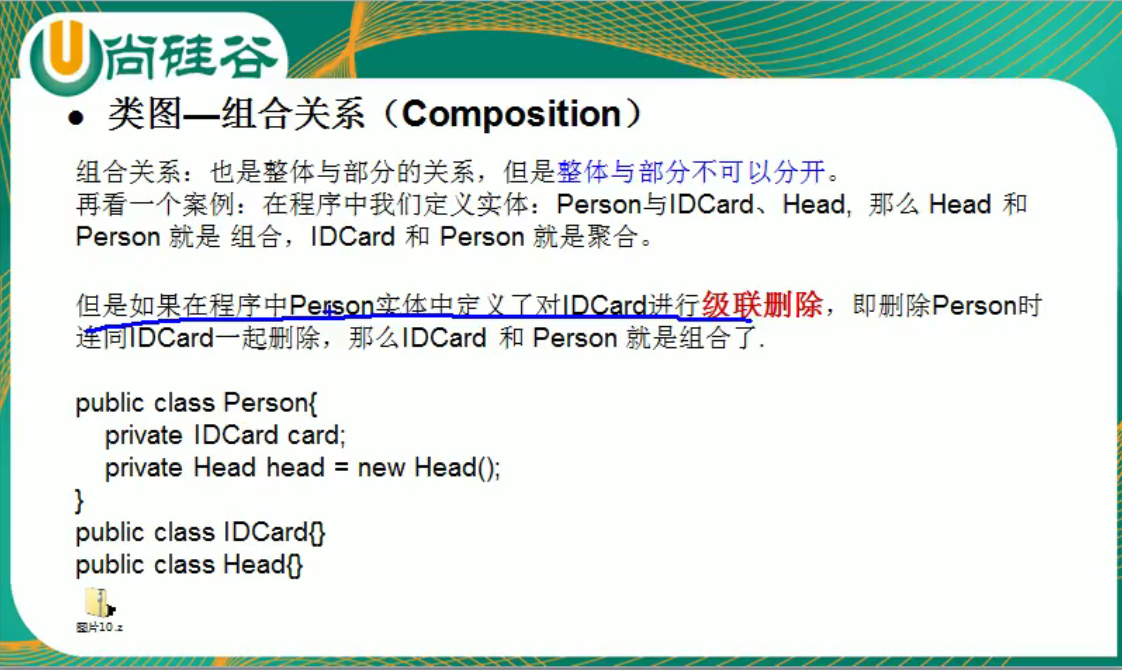 尚硅谷
● 类图—组合关系（Composition）
组合关系：也是整体与部分的关系，但是整体与部分不可以分开。
再看一个案例：在程序中我们定义实体：Person与IDCard、Head, 那么 Head 和
Person 就是 组合，IDCard 和 Person 就是聚合。
但是如果在程序中Person实体中定义了对IDCard进行级联删除，即删除Person时
连同IDCard一起删除，那么IDCard 和 Person 就是组合了.
public class Person{
private IDCard card;
private Head head = new Head();
}
public class IDCard{}
public class Head{}
图片10.z